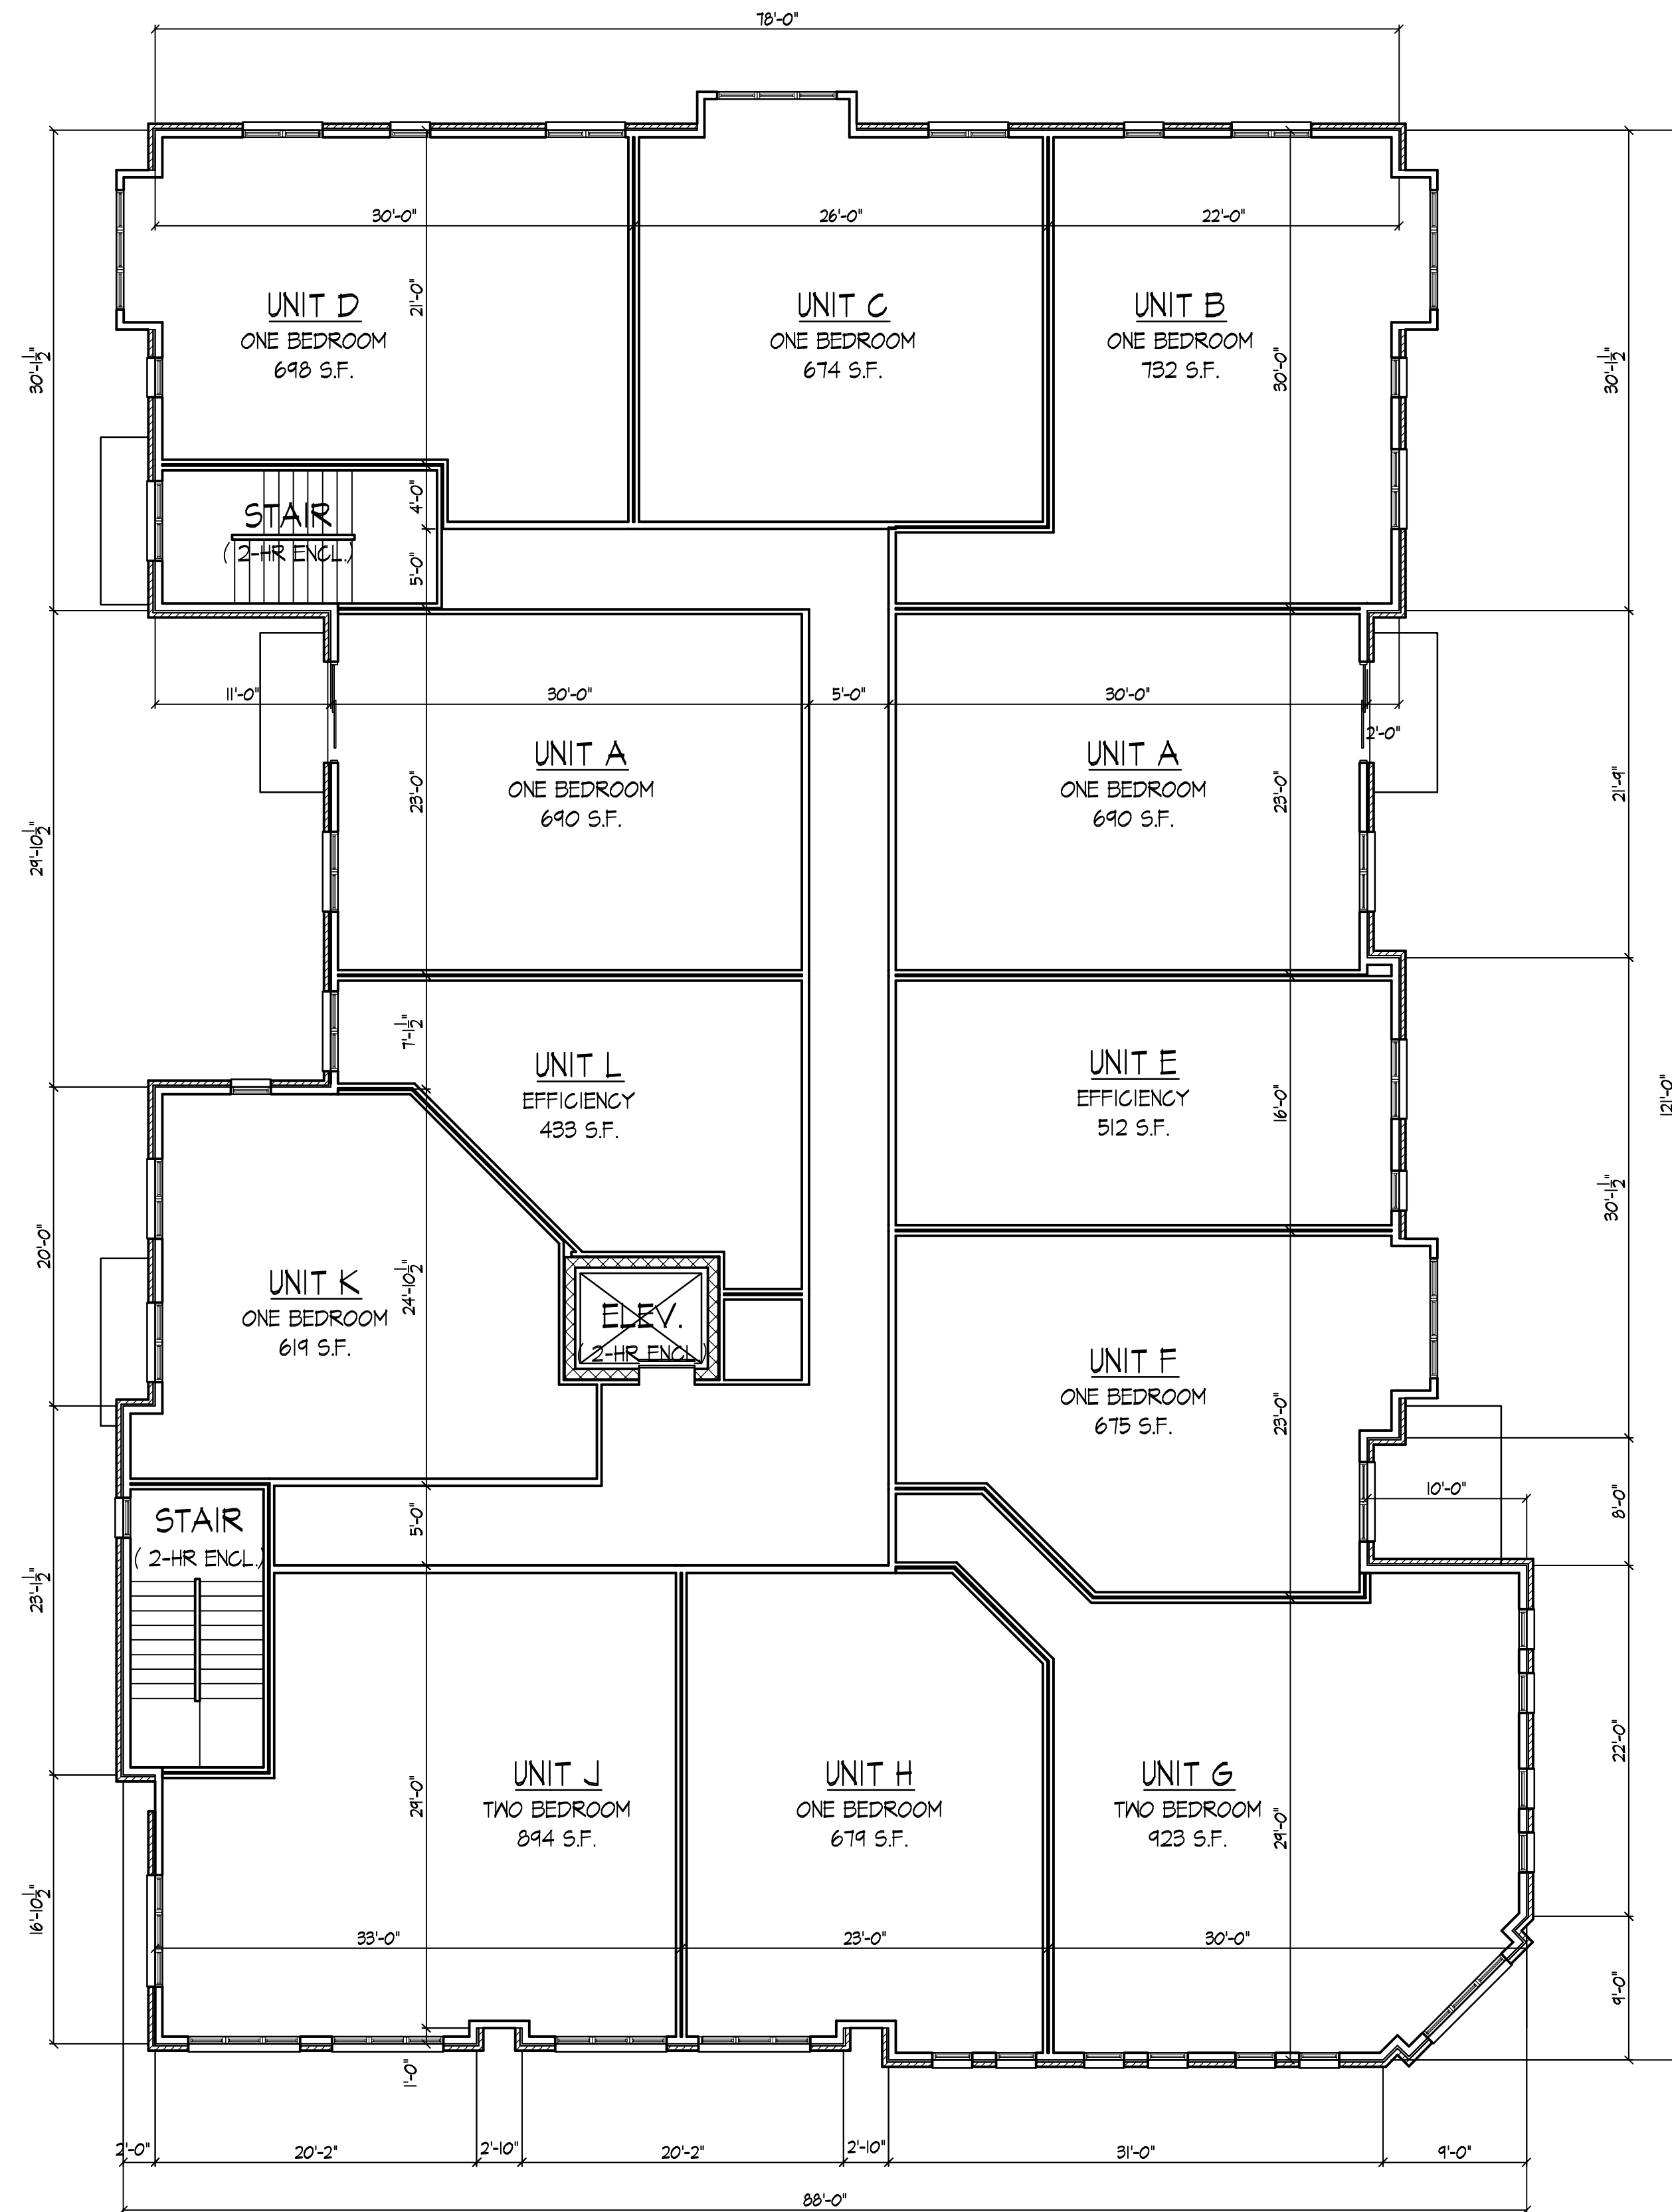 78'-0"
30'-0"
26'-0"
22'-0"
21'-0"
UNIT D
ONE BEDROOM
698 S.F.
UNIT C
ONE BEDROOM
674 S.F.
UNIT B
ONE BEDROOM
732 S.F.
30'-1½"
30'-0"
30'-1½"
4'-0"
STAIR
( 2-HR ENCL.)
5'-0"
11'-0"
30'-0"
5'-0"
30'-0"
2'-0"
UNIT A
ONE BEDROOM
690 S.F.
UNIT A
ONE BEDROOM
690 S.F.
29'-10½"
23'-0"
23'-0"
21'-9"
7'-1½"
UNIT L
EFFICIENCY
433 S.F.
UNIT E
EFFICIENCY
512 S.F.
16'-0"
121'-0"
30'-1½"
20'-0"
UNIT K
ONE BEDROOM
619 S.F.
24'-10½"
ELEV.
( 2-HR ENCL.)
UNIT F
ONE BEDROOM
675 S.F.
23'-0"
10'-0"
8'-0"
STAIR
( 2-HR ENCL.)
5'-0"
23'-1½"
UNIT J
TWO BEDROOM
894 S.F.
UNIT H
ONE BEDROOM
679 S.F.
UNIT G
TWO BEDROOM
923 S.F.
29'-0"
29'-0"
22'-0"
16'-10½"
33'-0"
23'-0"
30'-0"
9'-0"
1'-0"
2'-0"
20'-2"
2'-10"
20'-2"
2'-10"
31'-0"
9'-0"
88'-0"